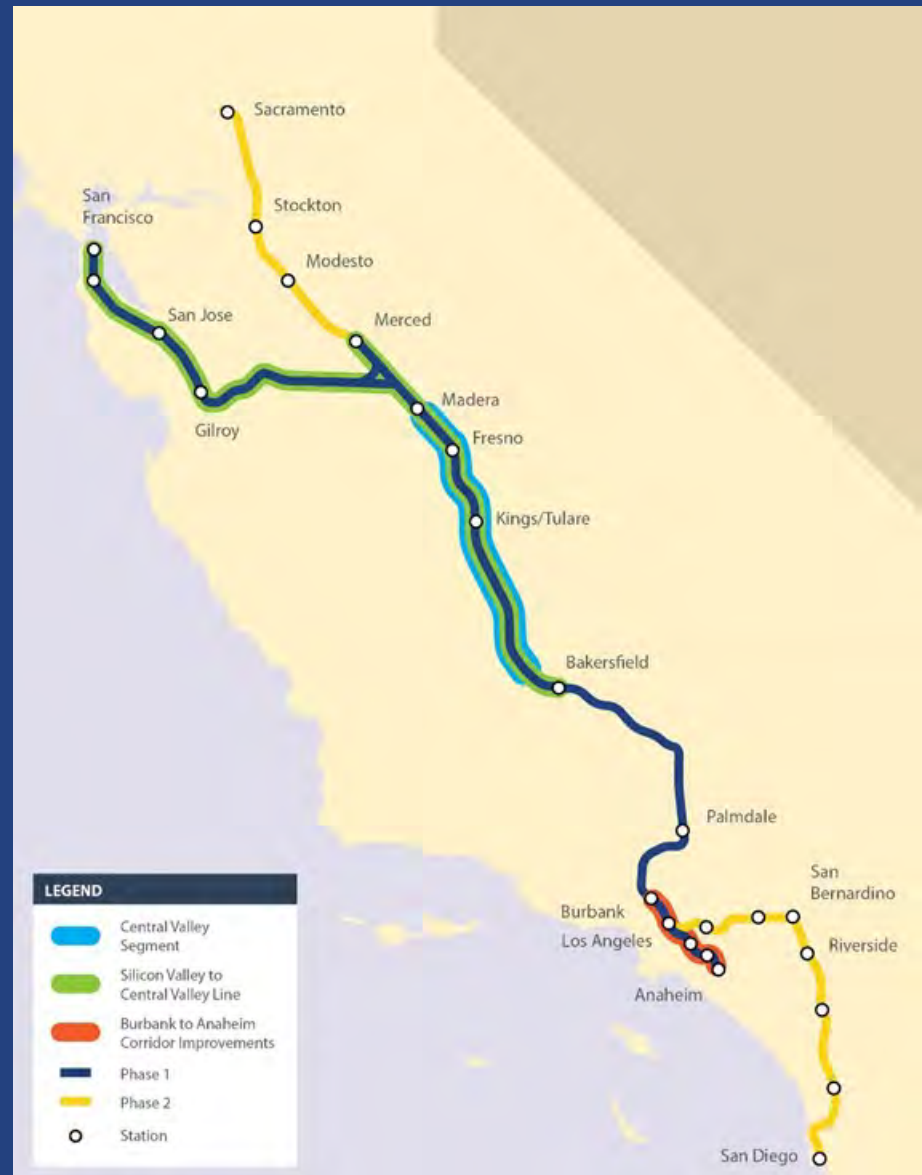 Sacramento
Stockton
San
Francisco
Modesto
San Jose
Merced
Gilroy
Madera
Fresno
Kings/Tulare
Bakersfield
Palmdale
San
Bernardino
Burbank
Los Angeles
Riverside
Anaheim
San Diego
LEGEND
Central Valley
Segment
Silicon Valley to
Central Valley Line
Burbank to Anaheim
Corridor Improvements
Phase 1
Phase 2
Station